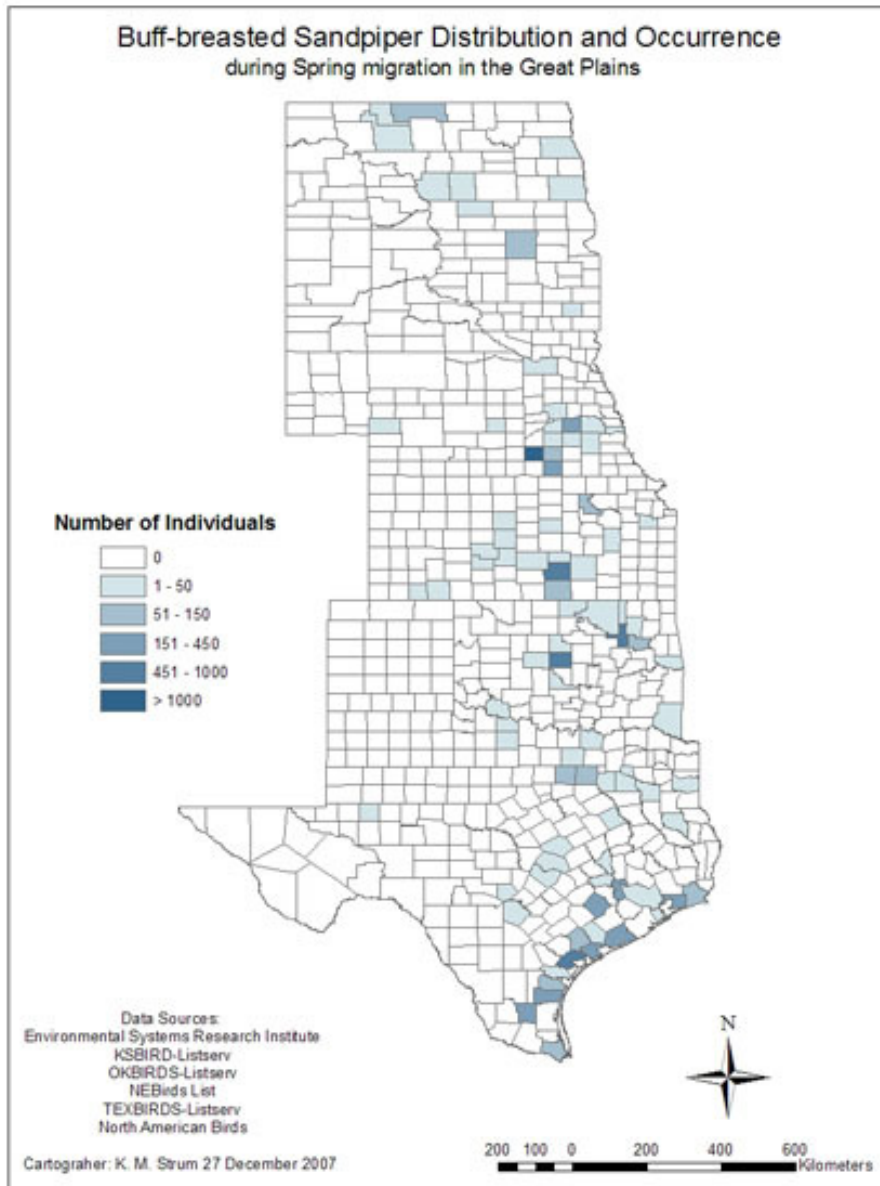 Buff-breasted Sandpiper Distribution and Occurrence
during Spring migration in the Great Plains
Number of Individuals
0
1 - 50
51 - 150
151 - 450
451 - 1000
> 1000
Data Sources:
Environmental Systems Research Institute
KSBIRD-Listserv
OKBIRDS-Listserv
NEBirds List
TEXBIRDS-Listserv
North American Birds
Cartograher: K. M. Strum 27 December 2007
N
200 100 0 200 400 600
Kilometers